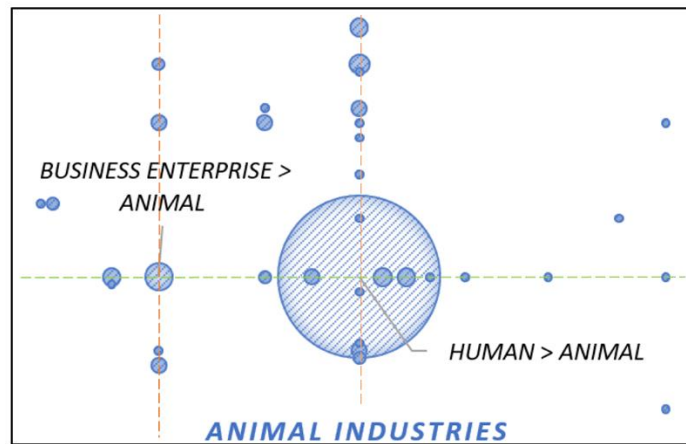 BUSINESS ENTERPRISE >
ANIMAL
HUMAN > ANIMAL
ANIMAL INDUSTRIES